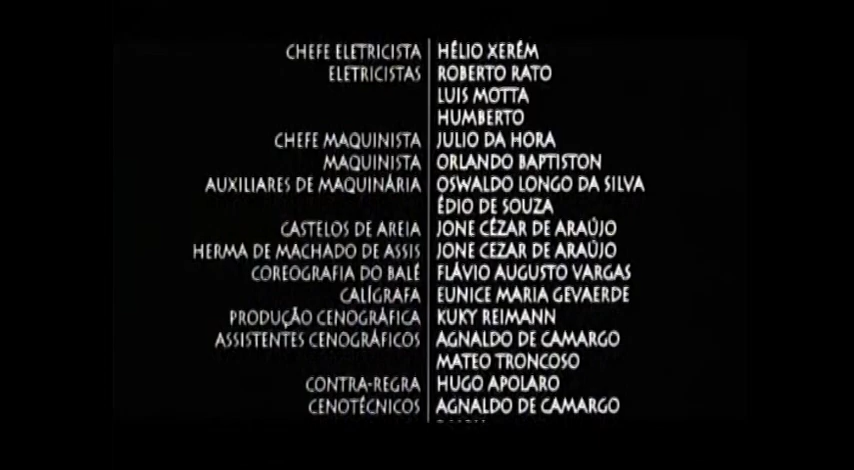 CHEFE ELETRICISTA HÉLIO XERÉM
ELETRICISTAS ROBERTO RATO
LUIS MOTTA
HUMBERTO
CHEFE MAQUINISTA JULIO DA HORA
MAQUINISTA ORLANDO BAPTISTON
AUXILIARES DE MAQUINÁRIA OSWALDO LONGO DA SILVA
ÉDIO DE SOUZA
CASTELOS DE AREIA JONE CÉZAR DE ARAÚJO
HERMA DE MACHADO DE ASSIS JONE CEZAR DE ARAÚJO
COREOGRAFIA DO BALÉ FLÁVIO AUGUSTO VARGAS
CALÍGRAFA EUNICE MARIA GEVAERDE
PRODUÇÃO CENOGRÁFICA KUKY REIMANN
ASSISTENTES CENOGRÁFICOS AGNALDO DE CAMARGO
MATEO TRONCOSO
CONTRA-REGRA HUGO APOLARO
CENOTÉCNICOS AGNALDO DE CAMARGO